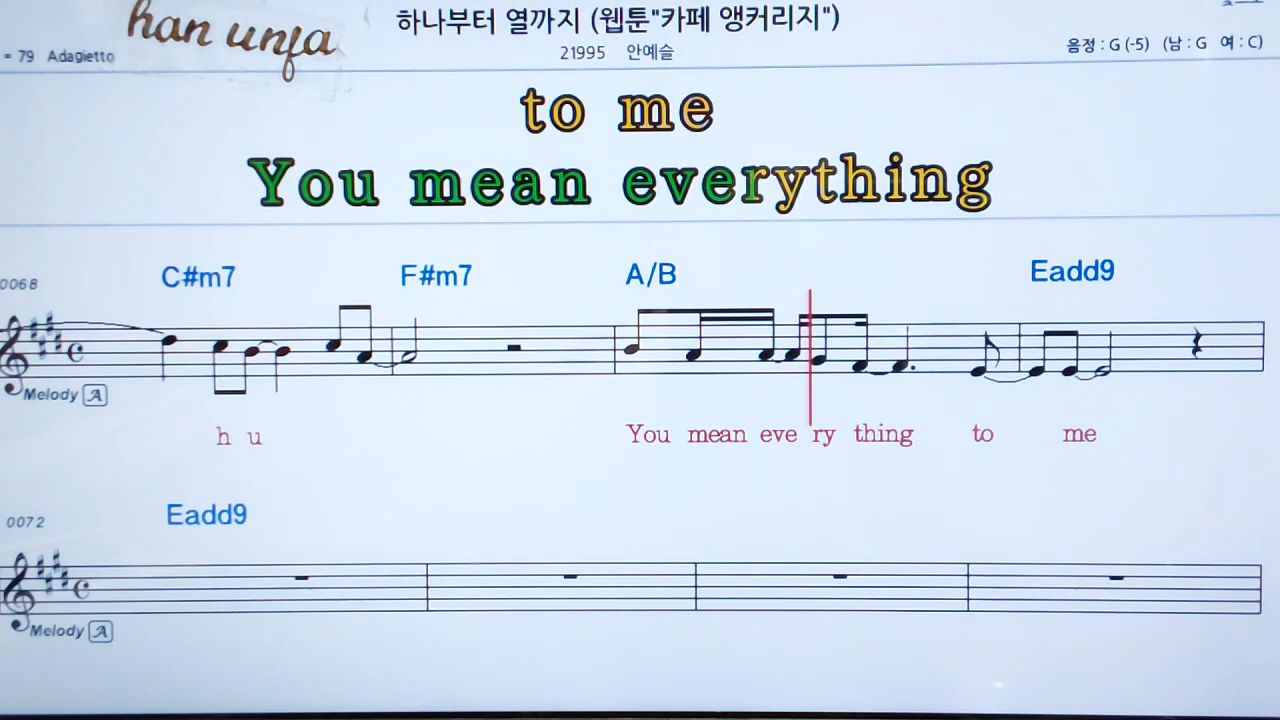 han unfa
하나부터 열까지 (웹툰"카페 앵커리지")
= 79 Adagietto
21995 안예슬
음정 : G (-5) (남 : G 여 : C)
to me
You mean everything
0068
C#m7 F#m7 A/B Eadd9
Melody A
h u You mean eve ry thing to me
0072
Eadd9
Melody A